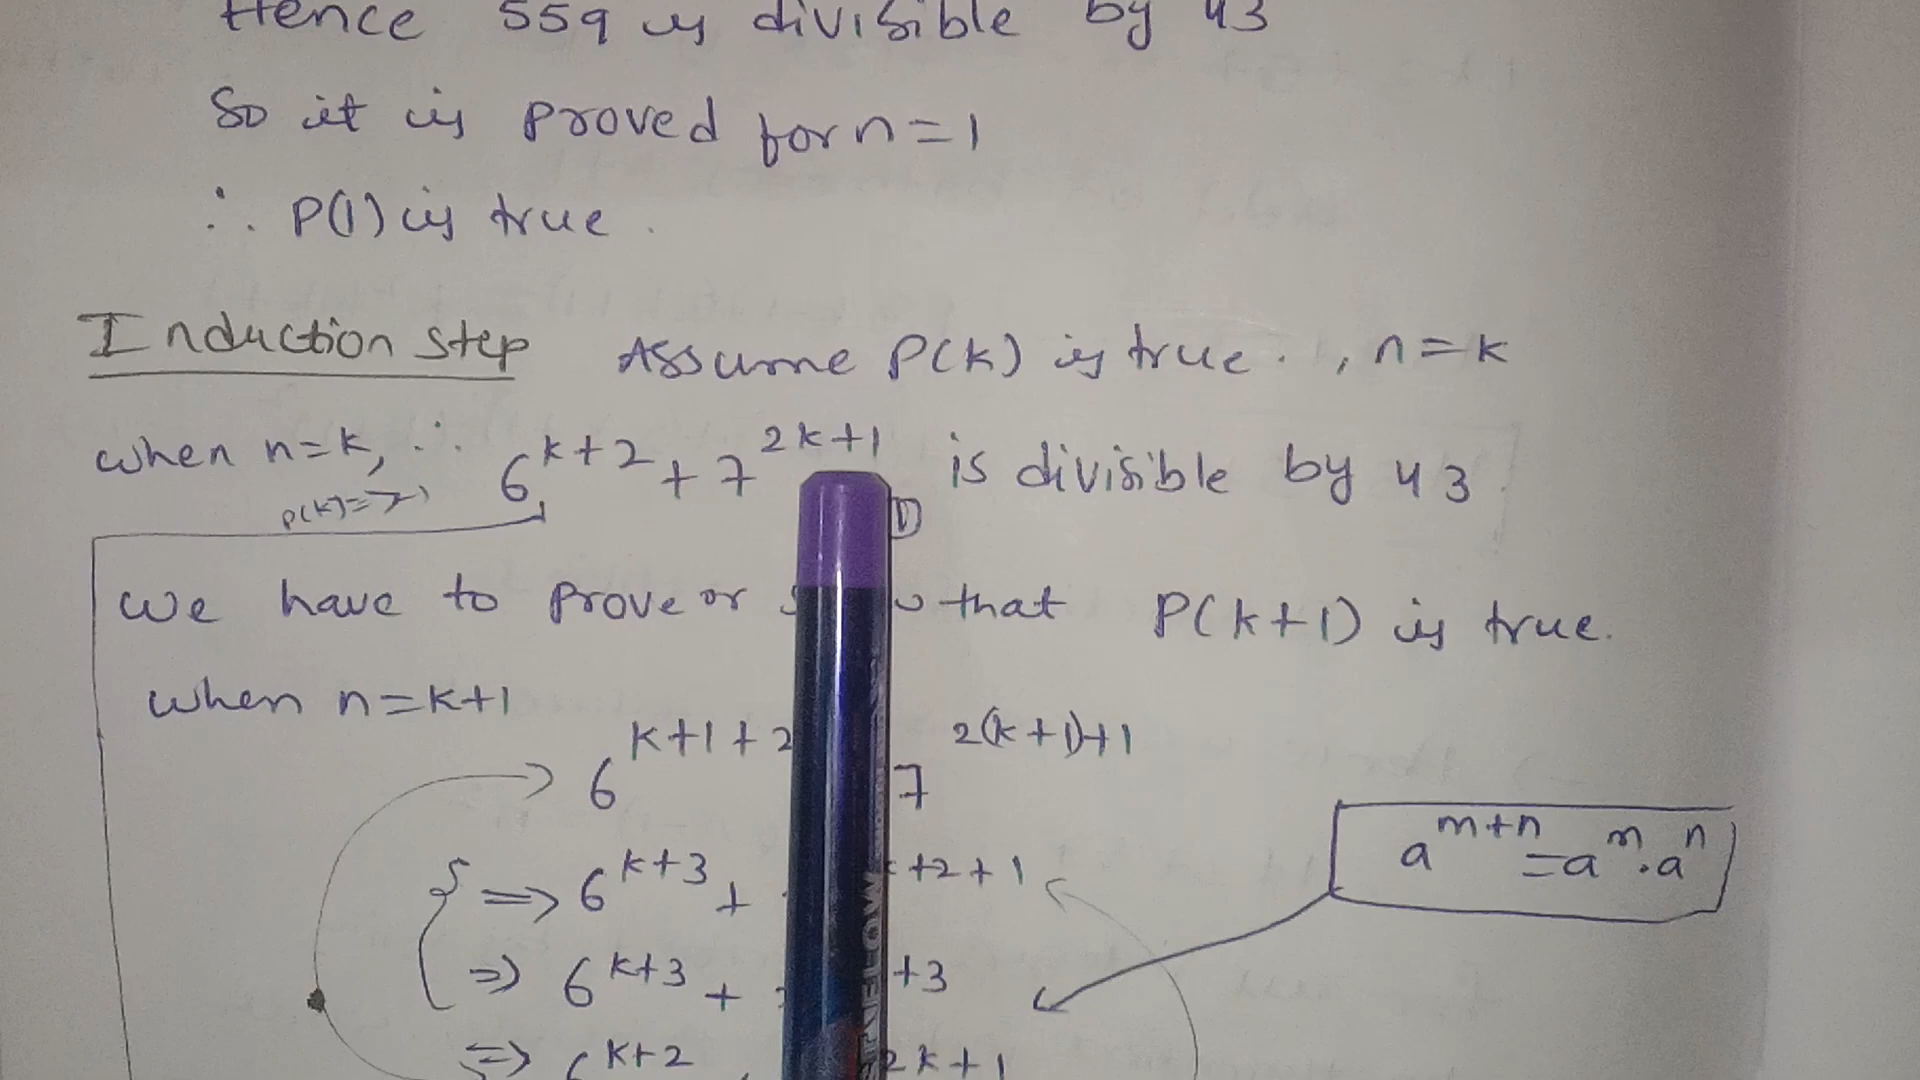 Hence 559 is divisible by 43
So it is proved for n=1
∴ P(1) is true.
Induction step Assume P(k) is true. , n=k
when n=k, ∴ 6^{k+2} + 7^{2k+1} is divisible by 43
P(k)=>
We have to prove or that P(k+1) is true.
when n=k+1
6^{k+1+2} 7^{2(k+1)+1}
=> 6^{k+3} + +2+1
a^{m+n} = a^m · a^n
=> 6^{k+3} + +3
=> 6^{k+2} 2k+1